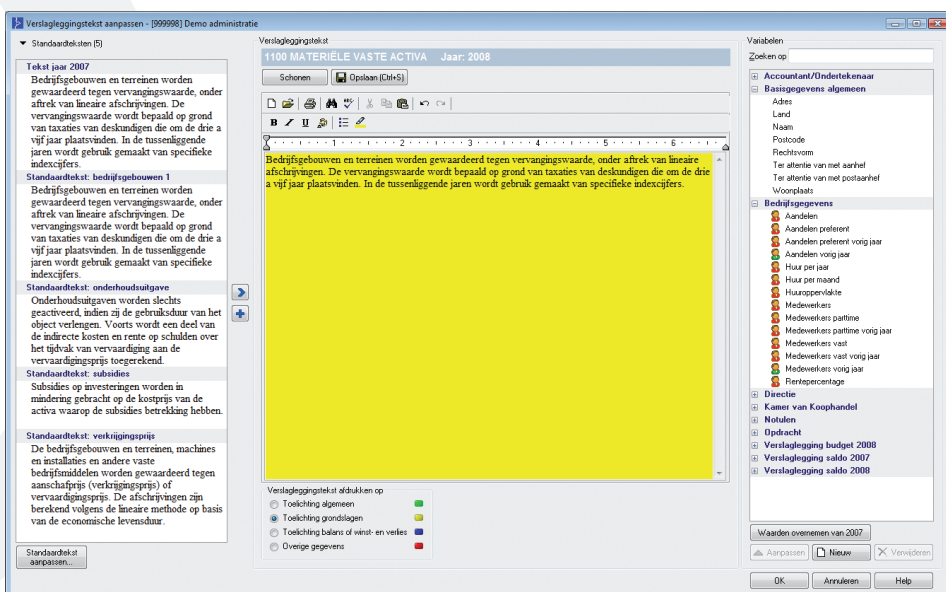 Verslagleggingstekst aanpassen - [999998] Demo administratie
Standaardteksten (5)
Tekst jaar 2007
Bedrijfsgebouwen en terreinen worden
gewaardeerd tegen vervangingswaarde, onder
aftrek van lineaire afschrijvingen. De
vervangingswaarde wordt bepaald op grond
van taxaties van deskundigen die om de drie a
vijf jaar plaatsvinden. In de tussenliggende
jaren wordt gebruik gemaakt van specifieke
indexcijfers.
Standaardtekst: bedrijfsgebouwen 1
Bedrijfsgebouwen en terreinen worden
gewaardeerd tegen vervangingswaarde, onder
aftrek van lineaire afschrijvingen. De
vervangingswaarde wordt bepaald op grond
van taxaties van deskundigen die om de drie a
vijf jaar plaatsvinden. In de tussenliggende
jaren wordt gebruik gemaakt van specifieke
indexcijfers.
Standaardtekst: onderhoudsuitgave
Onderhoudsuitgaven worden slechts
geactiveerd, indien zij de gebruiksduur van het
object verlengen. Voorts wordt een deel van
de indirecte kosten en rente op schulden over
het tijdvak van vervaardiging aan de
vervaardigingsprijs toegerekend.
Standaardtekst: subsidies
Subsidies op investeringen worden in
mindering gebracht op de kostprijs van de
activa waarop de subsidies betrekking hebben.
Standaardtekst: verkrijgingsprijs
De bedrijfsgebouwen en terreinen, machines
en installaties en andere vaste
bedrijfsmiddelen worden gewaardeerd tegen
aanschafprijs (verkrijgingsprijs) of
vervaardigingsprijs. De afschrijvingen zijn
berekend volgens de lineaire methode op basis
van de economische levensduur.
Standaardtekst
aanpassen...
Verslagleggingstekst
1100 MATERIËLE VASTE ACTIVA Jaar: 2008
Schonen
Opslaan (Ctrl+S)
B I U
1 2 3 4 5 6
Bedrijfsgebouwen en terreinen worden gewaardeerd tegen vervangingswaarde, onder aftrek van lineaire
afschrijvingen. De vervangingswaarde wordt bepaald op grond van taxaties van deskundigen die om de drie
a vijf jaar plaatsvinden. In de tussenliggende jaren wordt gebruik gemaakt van specifieke indexcijfers.
Verslagleggingstekst afdrukken op
Toelichting algemeen
Toelichting grondslagen
Toelichting balans of winst- en verlies
Overige gegevens
Variabelen
Zoeken op
Accountant/Ondertekenaar
Basisgegevens algemeen
Adres
Land
Naam
Postcode
Rechtsvorm
Ter attentie van met aanhef
Ter attentie van met postaanhef
Woonplaats
Bedrijfsgegevens
Aandelen
Aandelen preferent
Aandelen preferent vorig jaar
Aandelen vorig jaar
Huur per jaar
Huur per maand
Huuroppervlakte
Medewerkers
Medewerkers parttime
Medewerkers parttime vorig jaar
Medewerkers vast
Medewerkers vast vorig jaar
Medewerkers vorig jaar
Rentepercentage
Directie
Kamer van Koophandel
Notulen
Opdracht
Verslaglegging budget 2008
Verslaglegging saldo 2007
Verslaglegging saldo 2008
Waarden overnemen van 2007
Aanpassen
Nieuw
Verwijderen
OK
Annuleren
Help